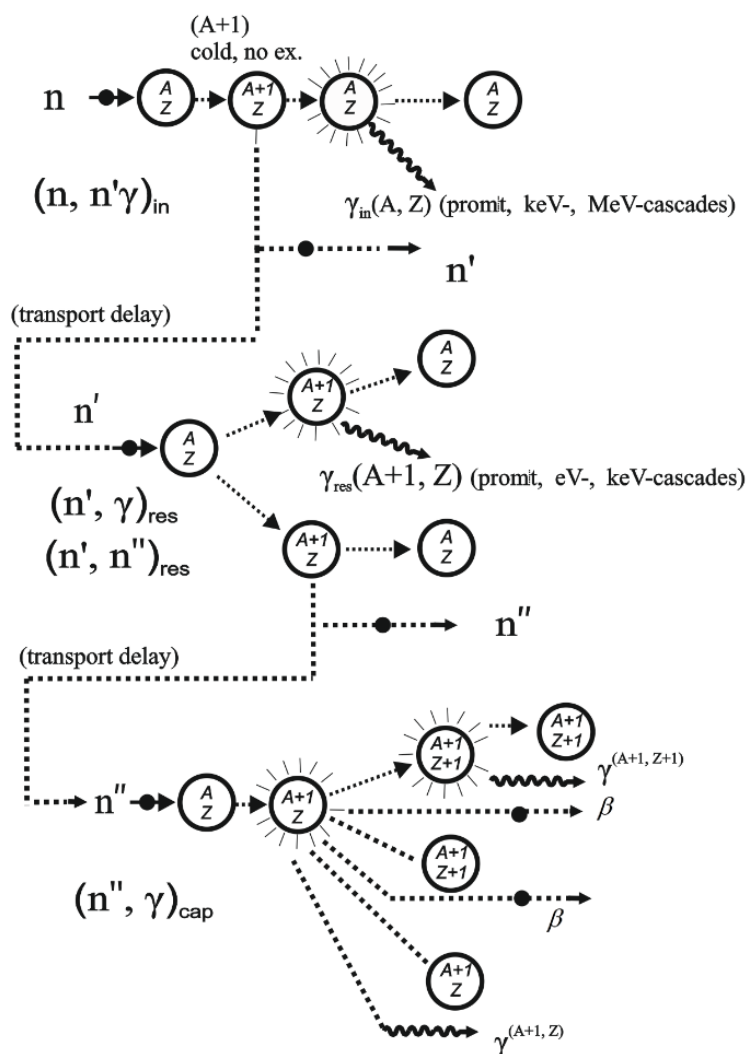 (A+1)
cold, no ex.
n
A
Z
A+1
Z
A
Z
A
Z
(n, n'γ)in
γin(A, Z) (promt, keV-, MeV-cascades)
n'
(transport delay)
A
Z
A+1
Z
n'
A
Z
γres(A+1, Z) (promt, eV-, keV-cascades)
(n', γ)res
(n', n'')res
A+1
Z
A
Z
n''
(transport delay)
A+1
Z+1
A+1
Z+1
γ(A+1, Z+1)
n''
A
Z
A+1
Z
β
A+1
Z+1
(n'', γ)cap
β
A+1
Z
γ(A+1, Z)